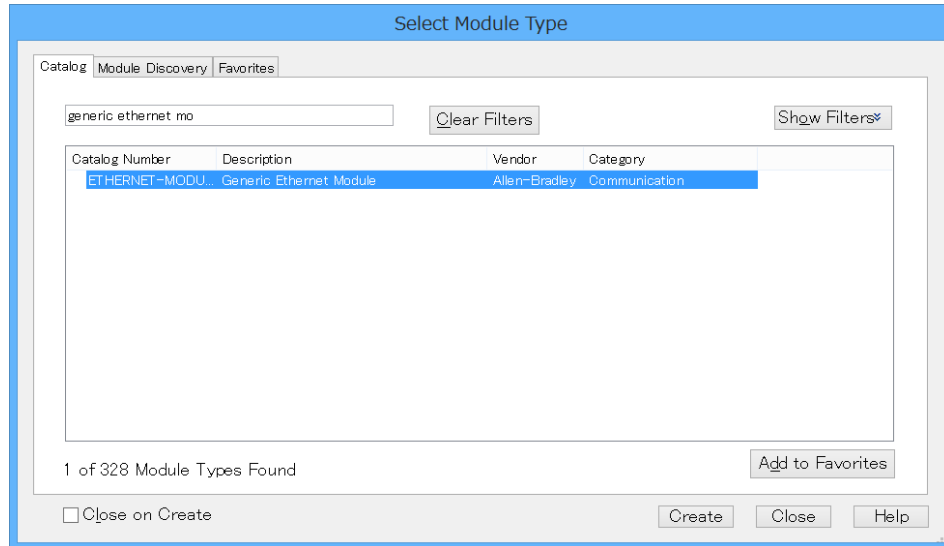 Select Module Type
Catalog Module Discovery Favorites
generic ethernet mo Clear Filters Show Filters
Catalog Number Description Vendor Category
ETHERNET-MODU... Generic Ethernet Module Allen-Bradley Communication
1 of 328 Module Types Found Add to Favorites
Close on Create Create Close Help